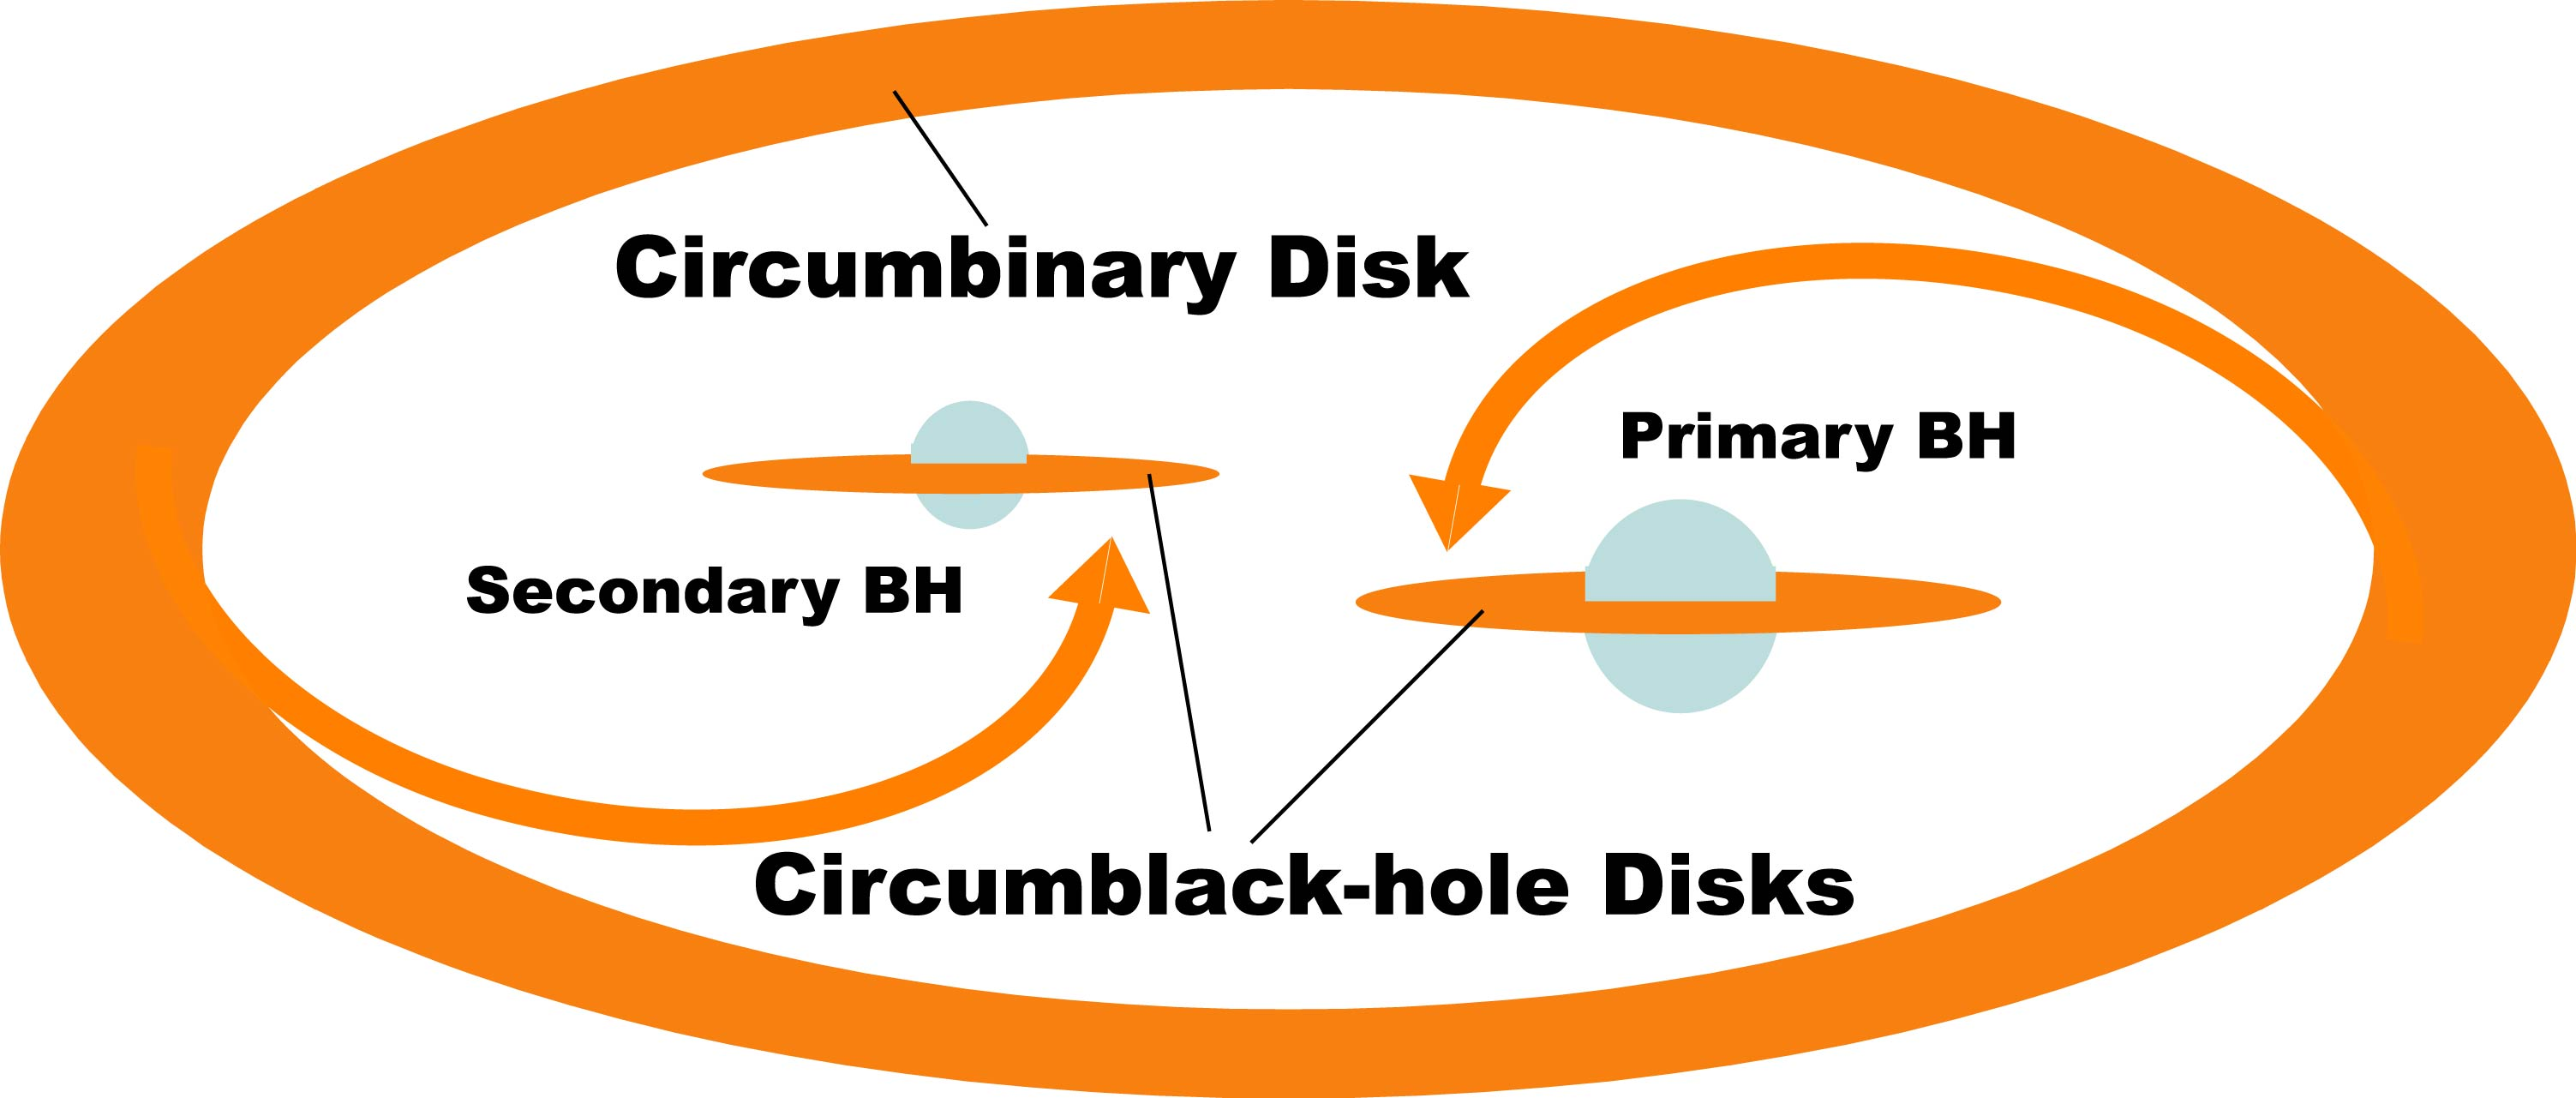 Circumbinary Disk
Primary BH
Secondary BH
Circumblack-hole Disks